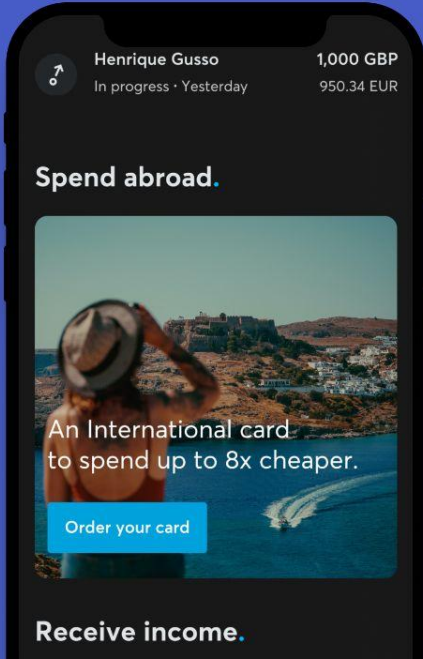 Henrique Gusso 1,000 GBP
In progress · Yesterday 950.34 EUR
Spend abroad.
An International card
to spend up to 8x cheaper.
Order your card
Receive income.